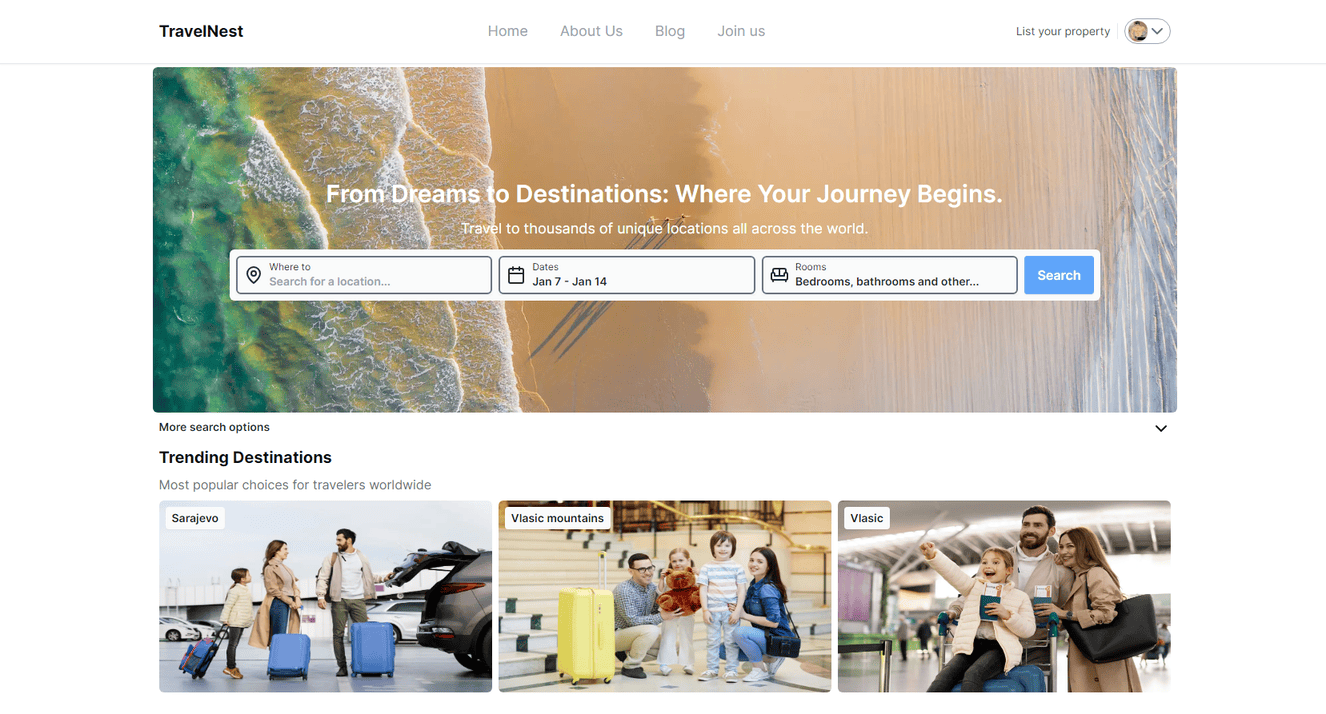 TravelNest
Home
About Us
Blog
Join us
List your property
From Dreams to Destinations: Where Your Journey Begins.
Travel to thousands of unique locations all across the world.
Where to
Search for a location...
Dates
Jan 7 - Jan 14
Rooms
Bedrooms, bathrooms and other...
Search
More search options
Trending Destinations
Most popular choices for travelers worldwide
Sarajevo
Vlasic mountains
Vlasic